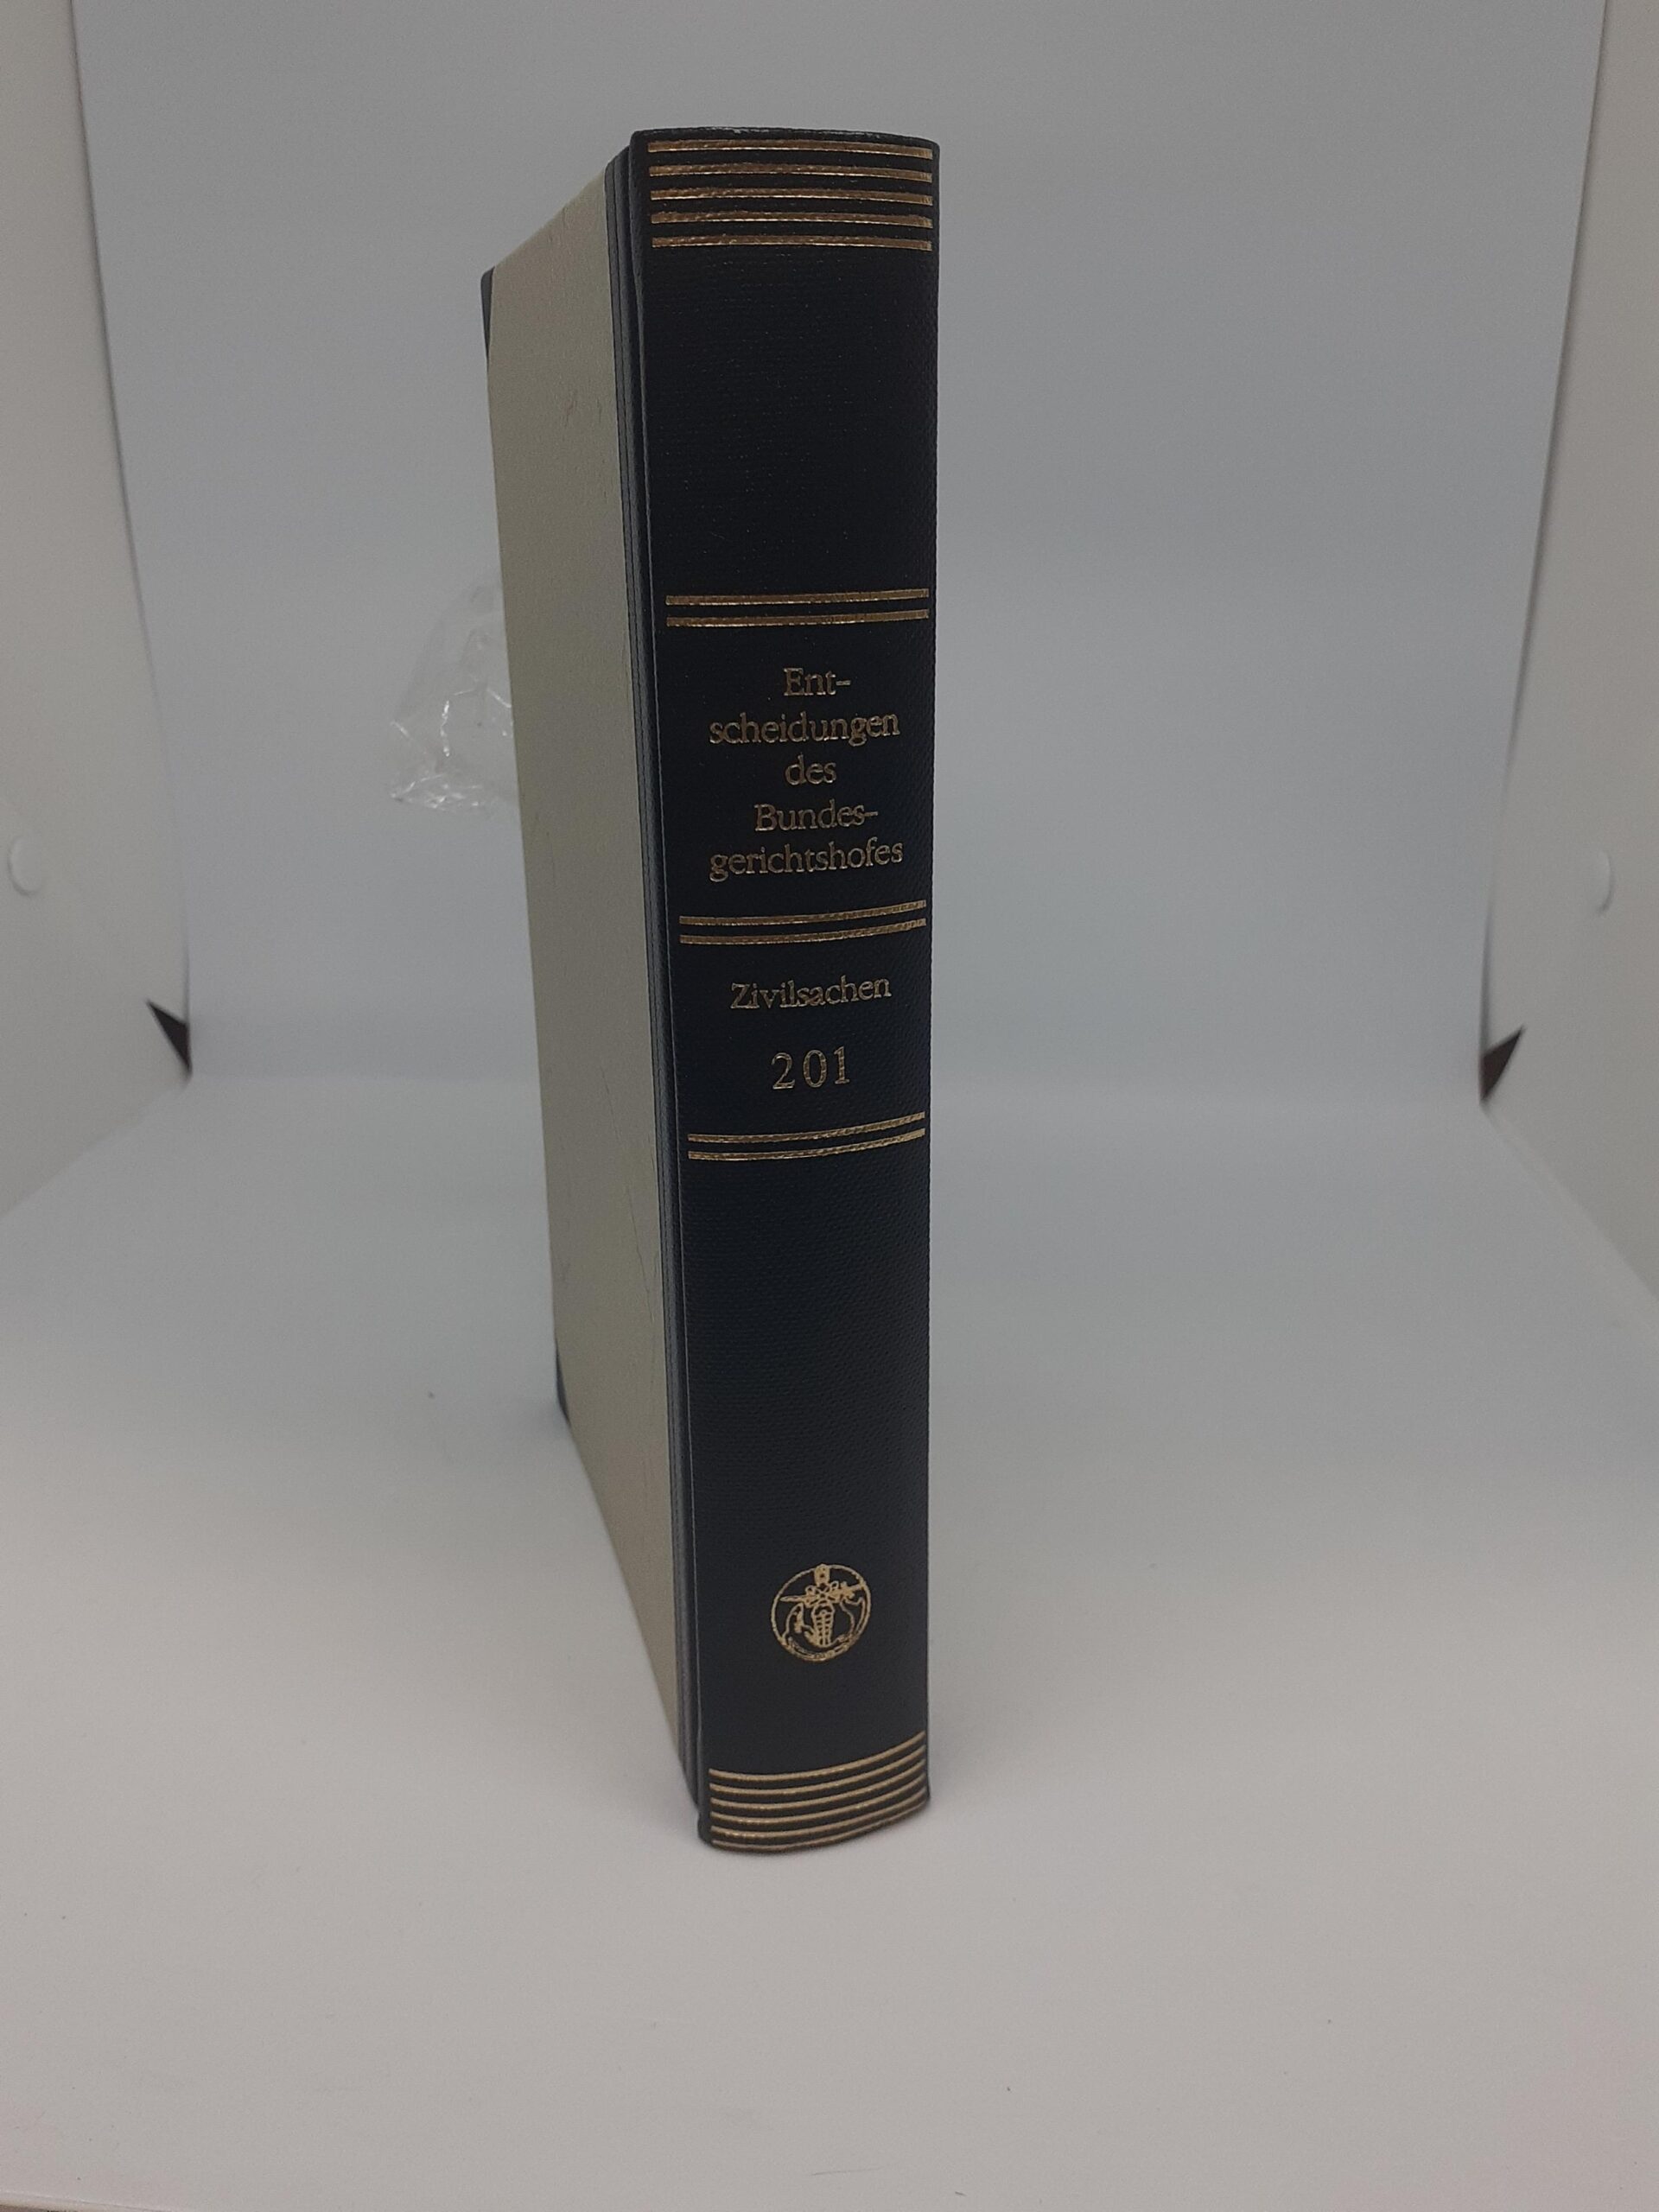 Ent-
scheidungen
des
Bundes-
gerichtshofes
Zivilsachen
201